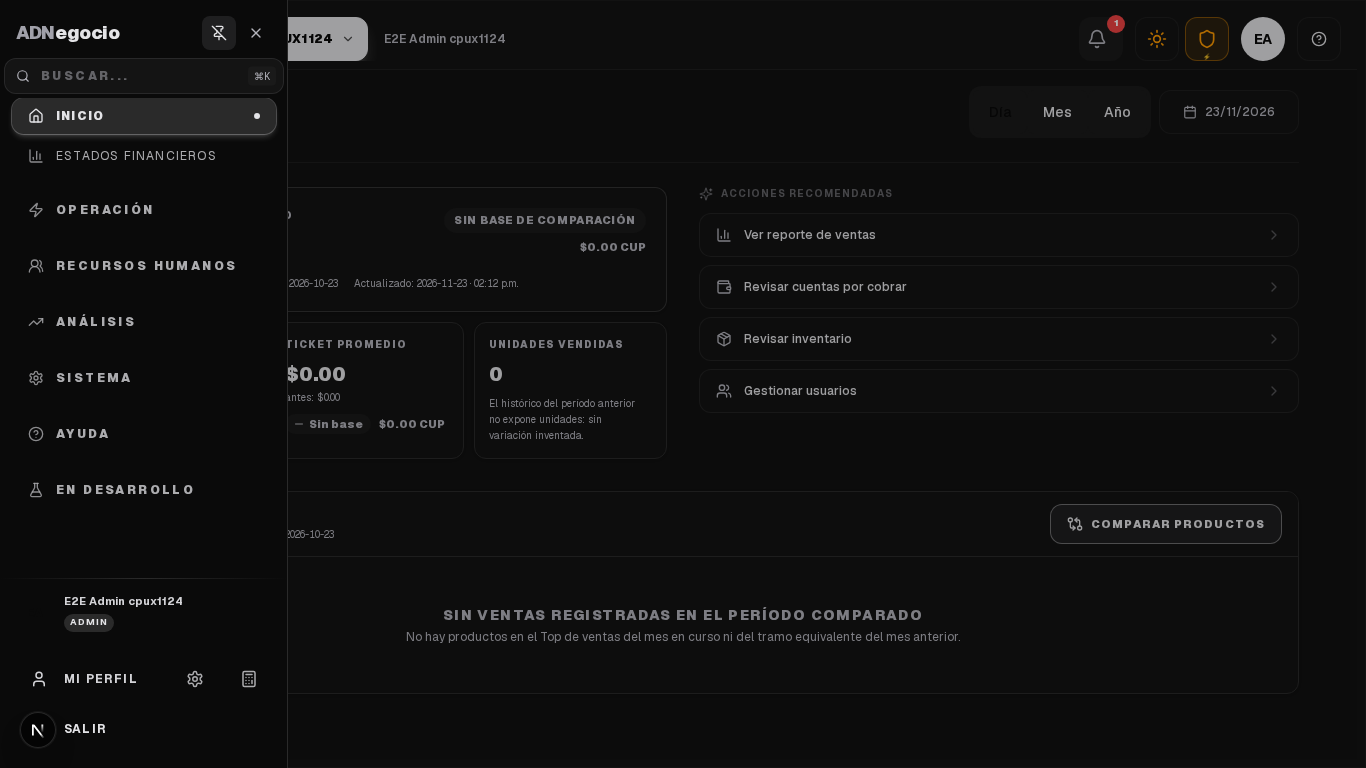 ADNegocio
BUSCAR...
⌘K
INICIO
ESTADOS FINANCIEROS
OPERACIÓN
RECURSOS HUMANOS
ANÁLISIS
SISTEMA
AYUDA
EN DESARROLLO
E2E Admin cpux1124
ADMIN
MI PERFIL
SALIR
E2E Admin cpux1124
1
EA
Día
Mes
Año
23/11/2026
SIN BASE DE COMPARACIÓN
$0.00 CUP
2026-10-23
Actualizado: 2026-11-23 · 02:12 p.m.
TICKET PROMEDIO
$0.00
antes: $0.00
Sin base
$0.00 CUP
UNIDADES VENDIDAS
0
El histórico del período anterior
no expone unidades: sin
variación inventada.
ACCIONES RECOMENDADAS
Ver reporte de ventas
Revisar cuentas por cobrar
Revisar inventario
Gestionar usuarios
2026-10-23
COMPARAR PRODUCTOS
SIN VENTAS REGISTRADAS EN EL PERÍODO COMPARADO
No hay productos en el Top de ventas del mes en curso ni del tramo equivalente del mes anterior.